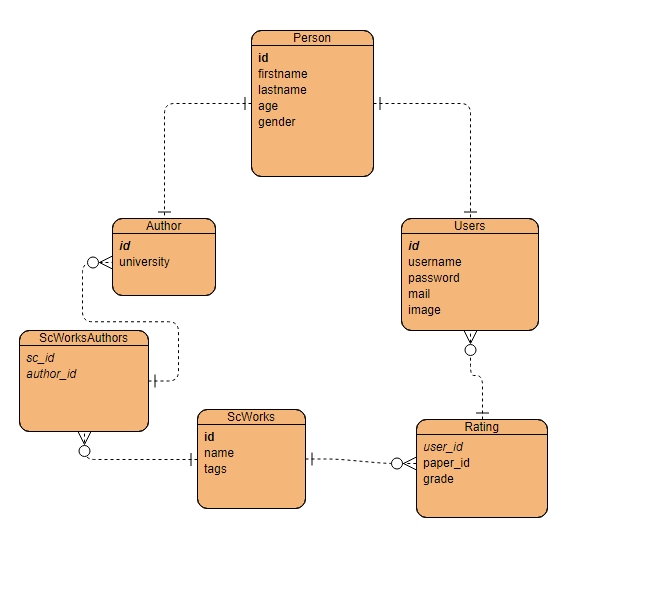 Person
id
firstname
lastname
age
gender
Author
id
university
Users
id
username
password
mail
image
ScWorksAuthors
sc_id
author_id
ScWorks
id
name
tags
Rating
user_id
paper_id
grade